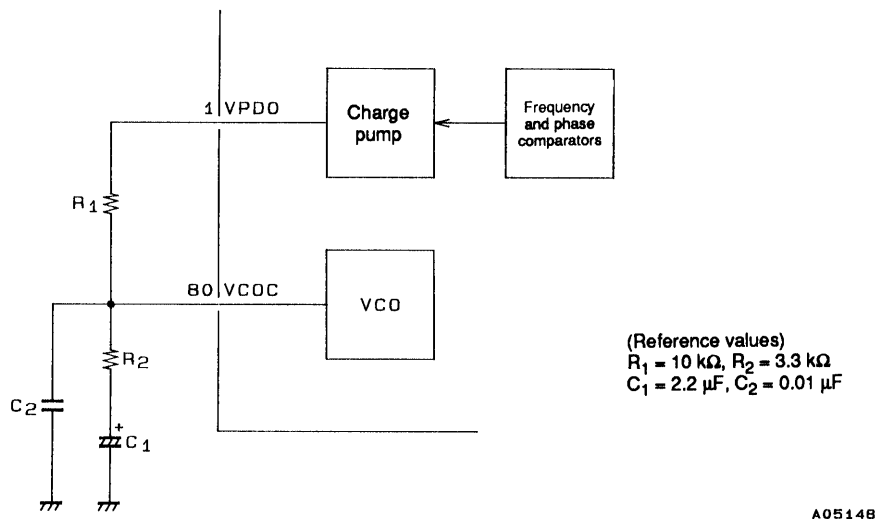 1 VPDO
Charge
pump
Frequency
and phase
comparators
R1
80 VCOC
VCO
R2
C2
+
C1
(Reference values)
R1 = 10 kΩ, R2 = 3.3 kΩ
C1 = 2.2 µF, C2 = 0.01 µF
A05148